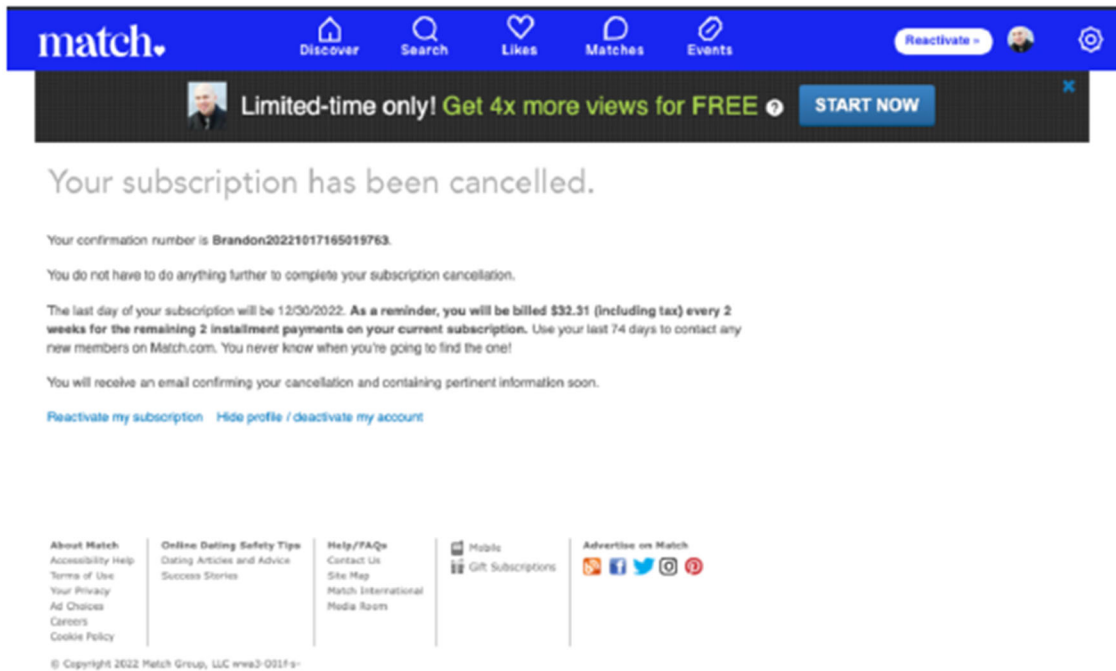 match
Discover Search Likes Matches Events
Reactivate »
Limited-time only! Get 4x more views for FREE ? START NOW
Your subscription has been cancelled.
Your confirmation number is Brandon20221017165019763.
You do not have to do anything further to complete your subscription cancellation.
The last day of your subscription will be 12/30/2022. As a reminder, you will be billed $32.31 (including tax) every 2
weeks for the remaining 2 installment payments on your current subscription. Use your last 74 days to contact any
new members on Match.com. You never know when you're going to find the one!
You will receive an email confirming your cancellation and containing pertinent information soon.
Reactivate my subscription Hide profile / deactivate my account
About Match
Accessibility Help
Terms of Use
Your Privacy
Ad Choices
Careers
Cookie Policy
Online Dating Safety Tips
Dating Articles and Advice
Success Stories
Help/FAQs
Contact Us
Site Map
Match International
Media Room
Mobile
Gift Subscriptions
Advertise on Match
© Copyright 2022 Match Group, LLC